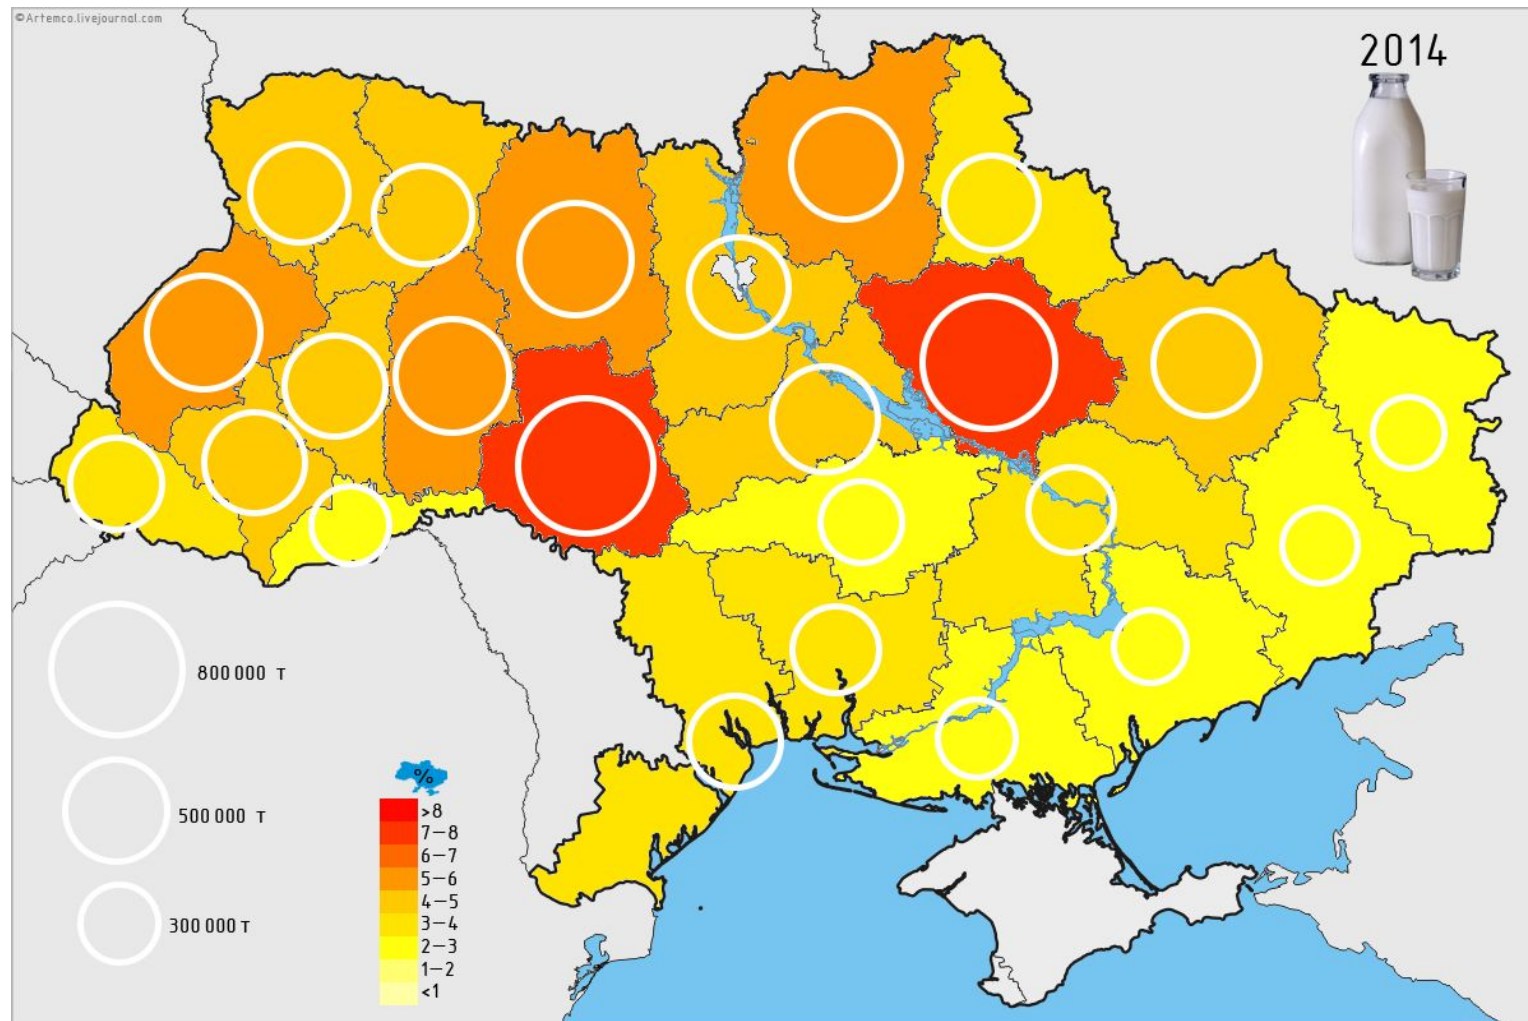 ©Artemco.livejournal.com
2014
800 000 т
500 000 т
300 000 т
%
>8
7–8
6–7
5–6
4–5
3–4
2–3
1–2
<1